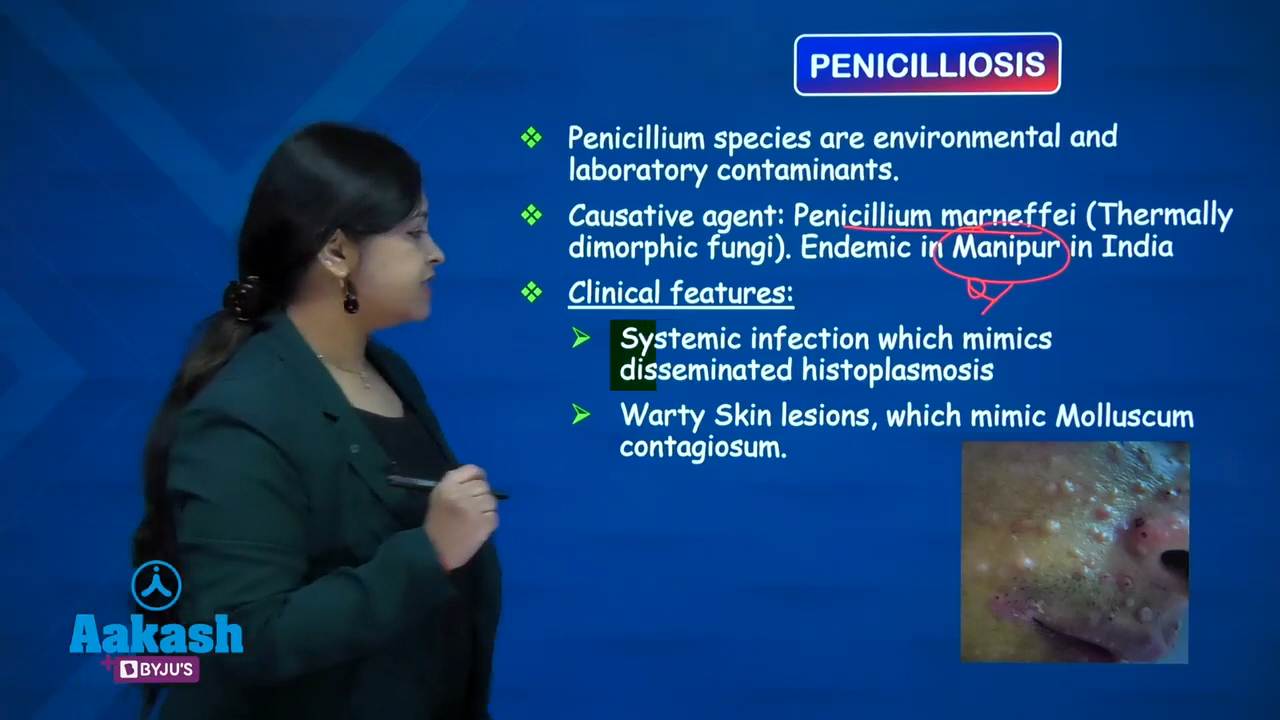 PENICILLIOSIS
Penicillium species are environmental and
laboratory contaminants.
Causative agent: Penicillium marneffei (Thermally
dimorphic fungi). Endemic in Manipur in India
Clinical features:
Systemic infection which mimics
disseminated histoplasmosis
Warty Skin lesions, which mimic Molluscum
contagiosum.
Aakash
+ BYJU'S